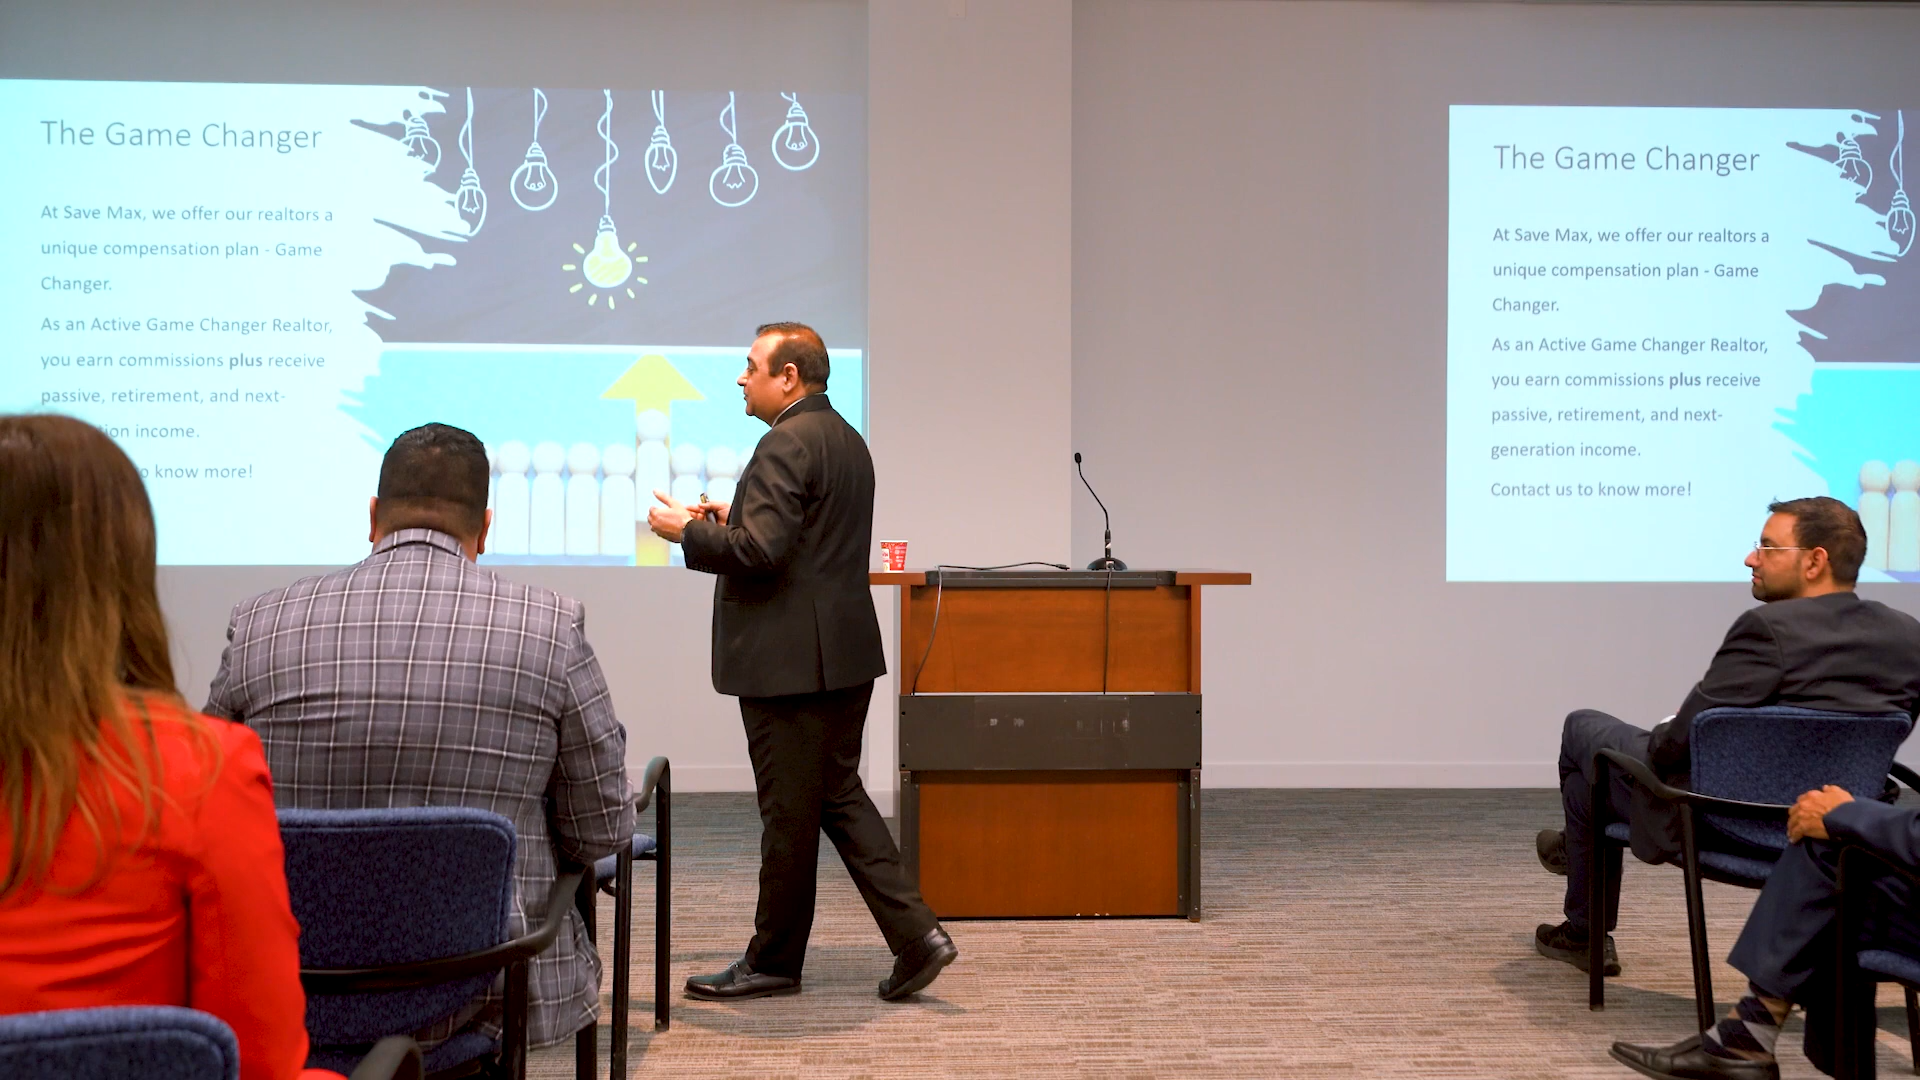 The Game Changer
At Save Max, we offer our realtors a
unique compensation plan - Game
Changer.
As an Active Game Changer Realtor,
you earn commissions plus receive
passive, retirement, and next-
ion income.
o know more!
The Game Changer
At Save Max, we offer our realtors a
unique compensation plan - Game
Changer.
As an Active Game Changer Realtor,
you earn commissions plus receive
passive, retirement, and next-
generation income.
Contact us to know more!